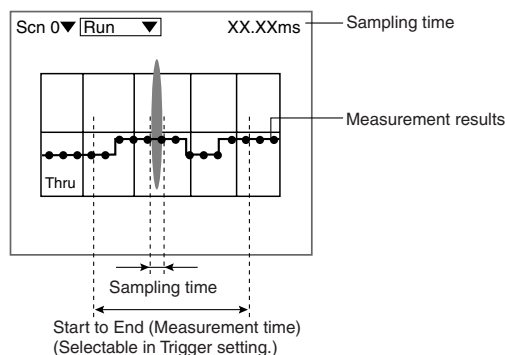 Scn 0▼ Run ▼ XX.XXms
Sampling time
Measurement results
Thru
Sampling time
Start to End (Measurement time)
(Selectable in Trigger setting.)